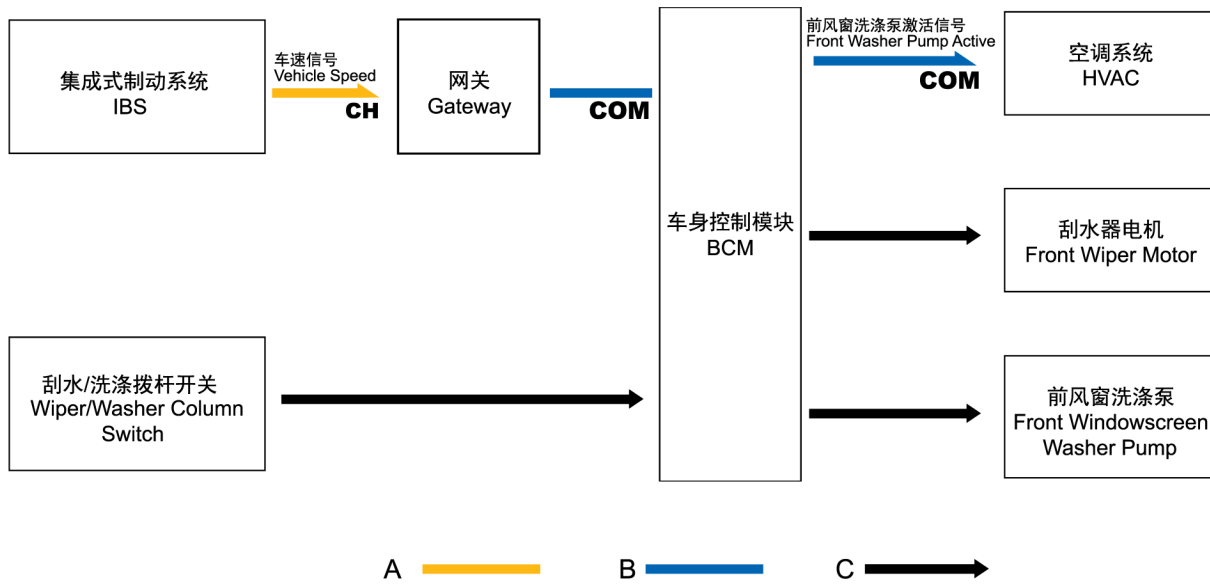 集成式制动系统
IBS
车速信号
Vehicle Speed
CH
网关
Gateway
COM
车身控制模块
BCM
前风窗洗涤泵激活信号
Front Washer Pump Active
COM
空调系统
HVAC
刮水器电机
Front Wiper Motor
刮水/洗涤拨杆开关
Wiper/Washer Column
Switch
前风窗洗涤泵
Front Windowscreen
Washer Pump
A
B
C